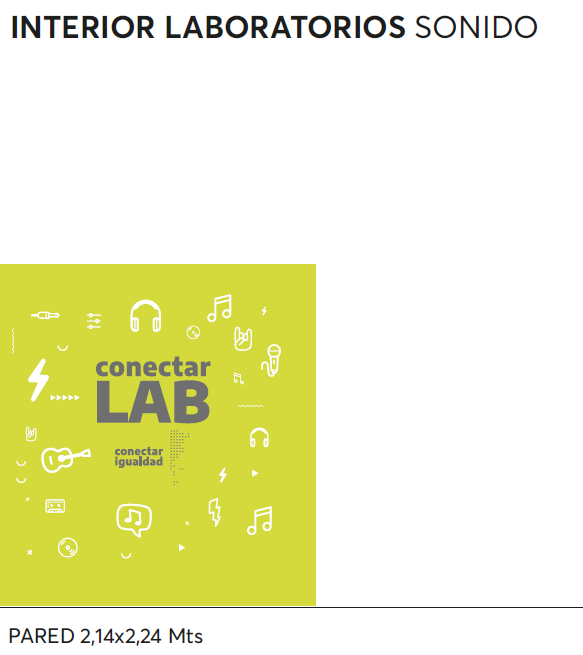 INTERIOR LABORATORIOS SONIDO
conectar
LAB
conectar
igualdad
PARED 2,14x2,24 Mts